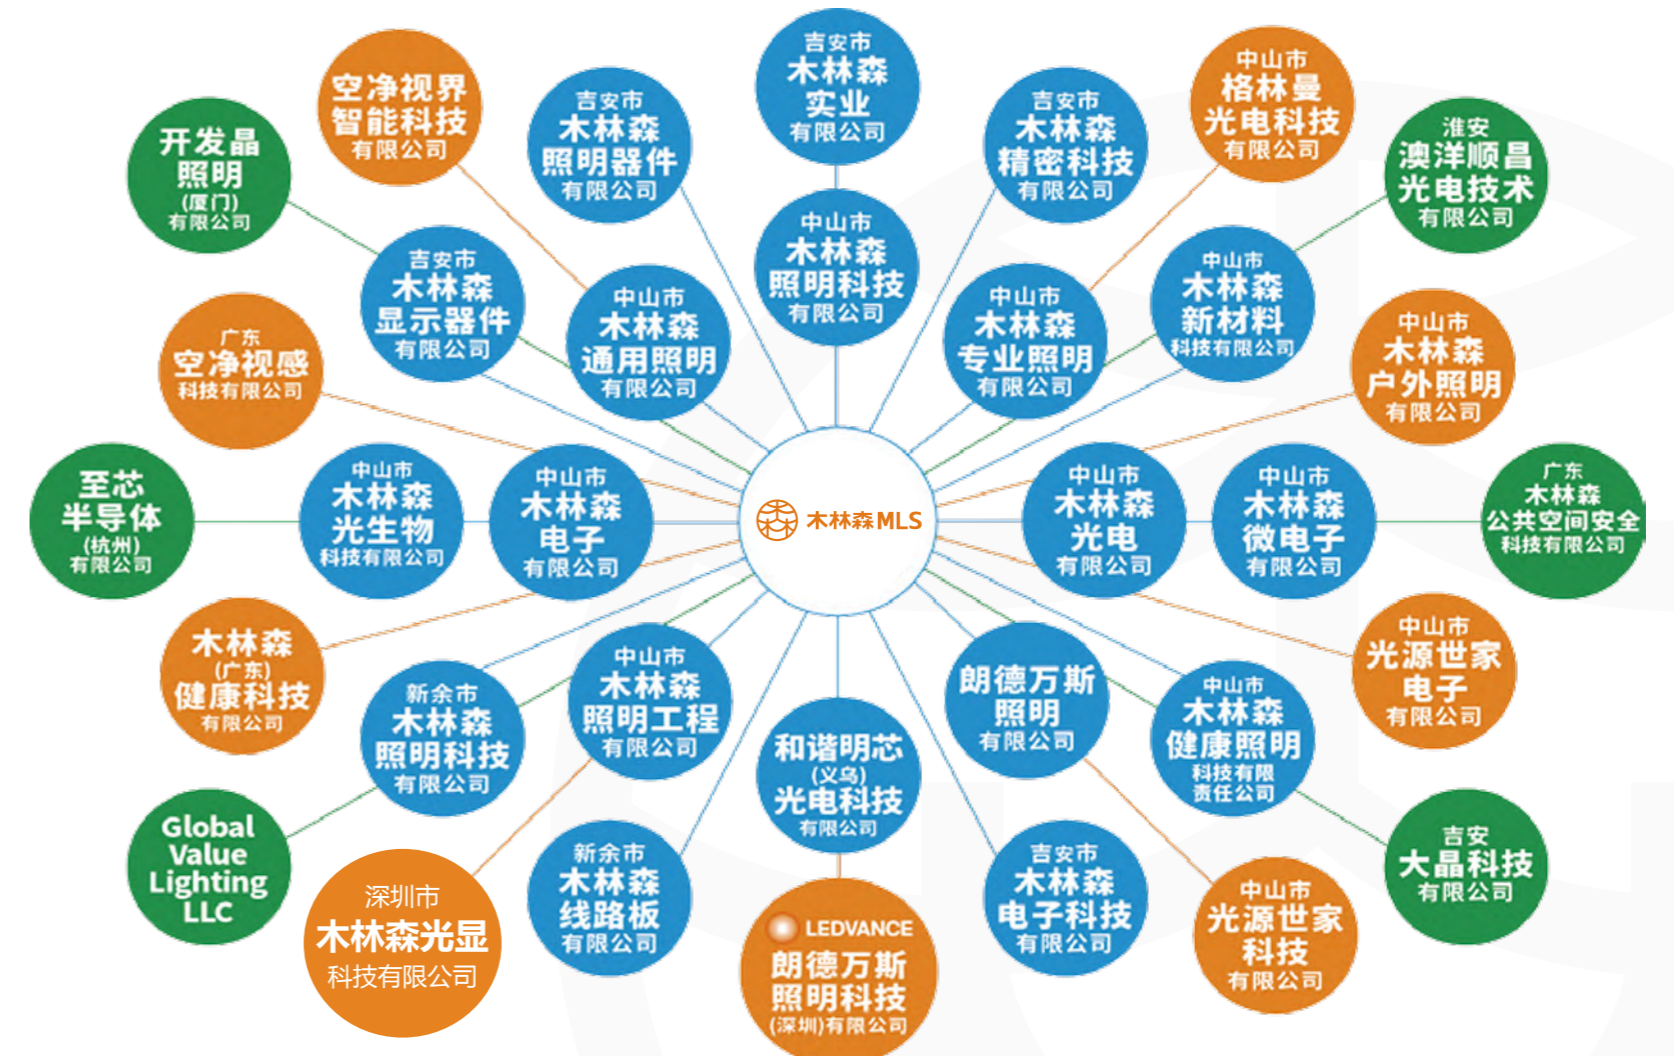 吉安市
木林森
实业
有限公司
空净视界
智能科技
有限公司
吉安市
木林森
照明器件
有限公司
吉安市
木林森
精密科技
有限公司
中山市
格林曼
光电科技
有限公司
开发晶
照明
(厦门)
有限公司
淮安
澳洋顺昌
光电技术
有限公司
中山市
木林森
照明科技
有限公司
吉安市
木林森
显示器件
有限公司
中山市
木林森
通用照明
有限公司
中山市
木林森
专业照明
有限公司
中山市
木林森
新材料
科技有限公司
广东
空净视感
科技有限公司
中山市
木林森
户外照明
有限公司
至芯
半导体
(杭州)
有限公司
中山市
木林森
光生物
科技有限公司
中山市
木林森
电子
有限公司
木林森MLS
中山市
木林森
光电
有限公司
中山市
木林森
微电子
有限公司
广东
木林森
公共空间安全
科技有限公司
木林森
(广东)
健康科技
有限公司
中山市
光源世家
电子
有限公司
新余市
木林森
照明科技
有限公司
中山市
木林森
照明工程
有限公司
和谐明芯
(义乌)
光电科技
有限公司
朗德万斯
照明
有限公司
中山市
木林森
健康照明
科技有限
责任公司
Global
Value
Lighting
LLC
深圳市
木林森光显
科技有限公司
新余市
木林森
线路板
有限公司
LEDVANCE
朗德万斯
照明科技
(深圳)有限公司
吉安市
木林森
电子科技
有限公司
中山市
光源世家
科技
有限公司
吉安
大晶科技
有限公司